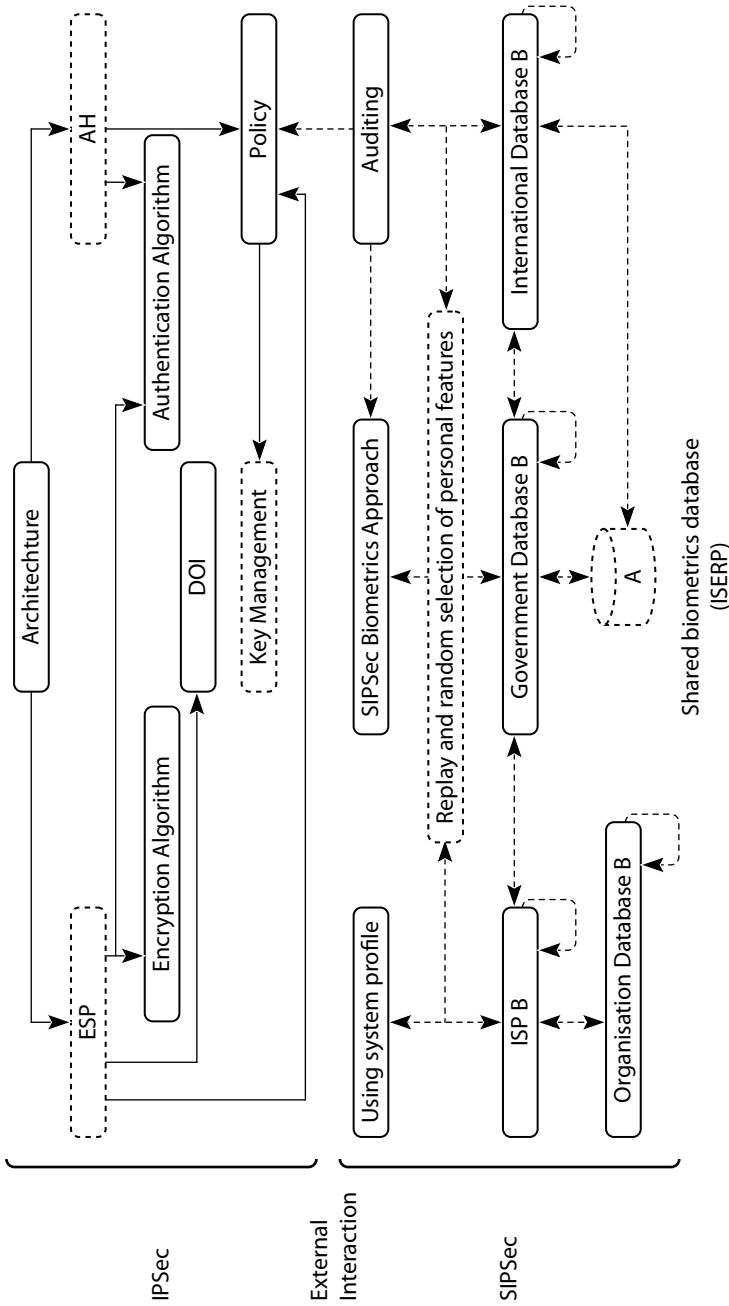 Architechture
ESP
AH
Encryption Algorithm
Authentication Algorithm
DOI
Key Management
Policy
IPSec
External
Interaction
Using system profile
SIPSec Biometrics Approach
Auditing
Replay and random selection of personal features
SIPSec
ISP B
Government Database B
International Database B
Organisation Database B
A
Shared biometrics database
(ISERP)